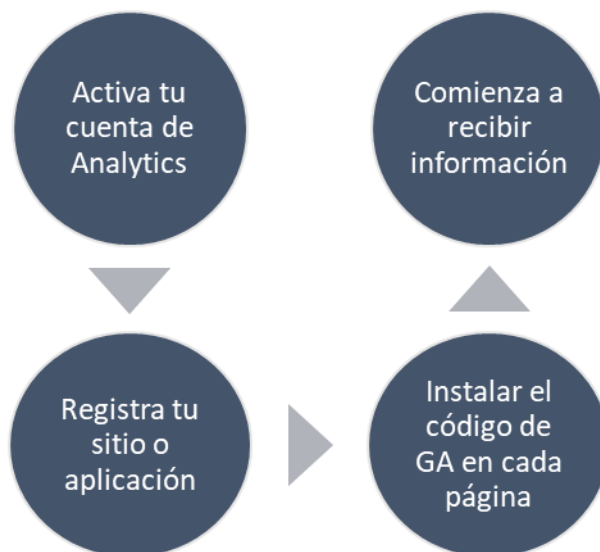 Activa tu
cuenta de
Analytics
Registra tu
sitio o
aplicación
Instalar el
código de
GA en cada
página
Comienza a
recibir
información